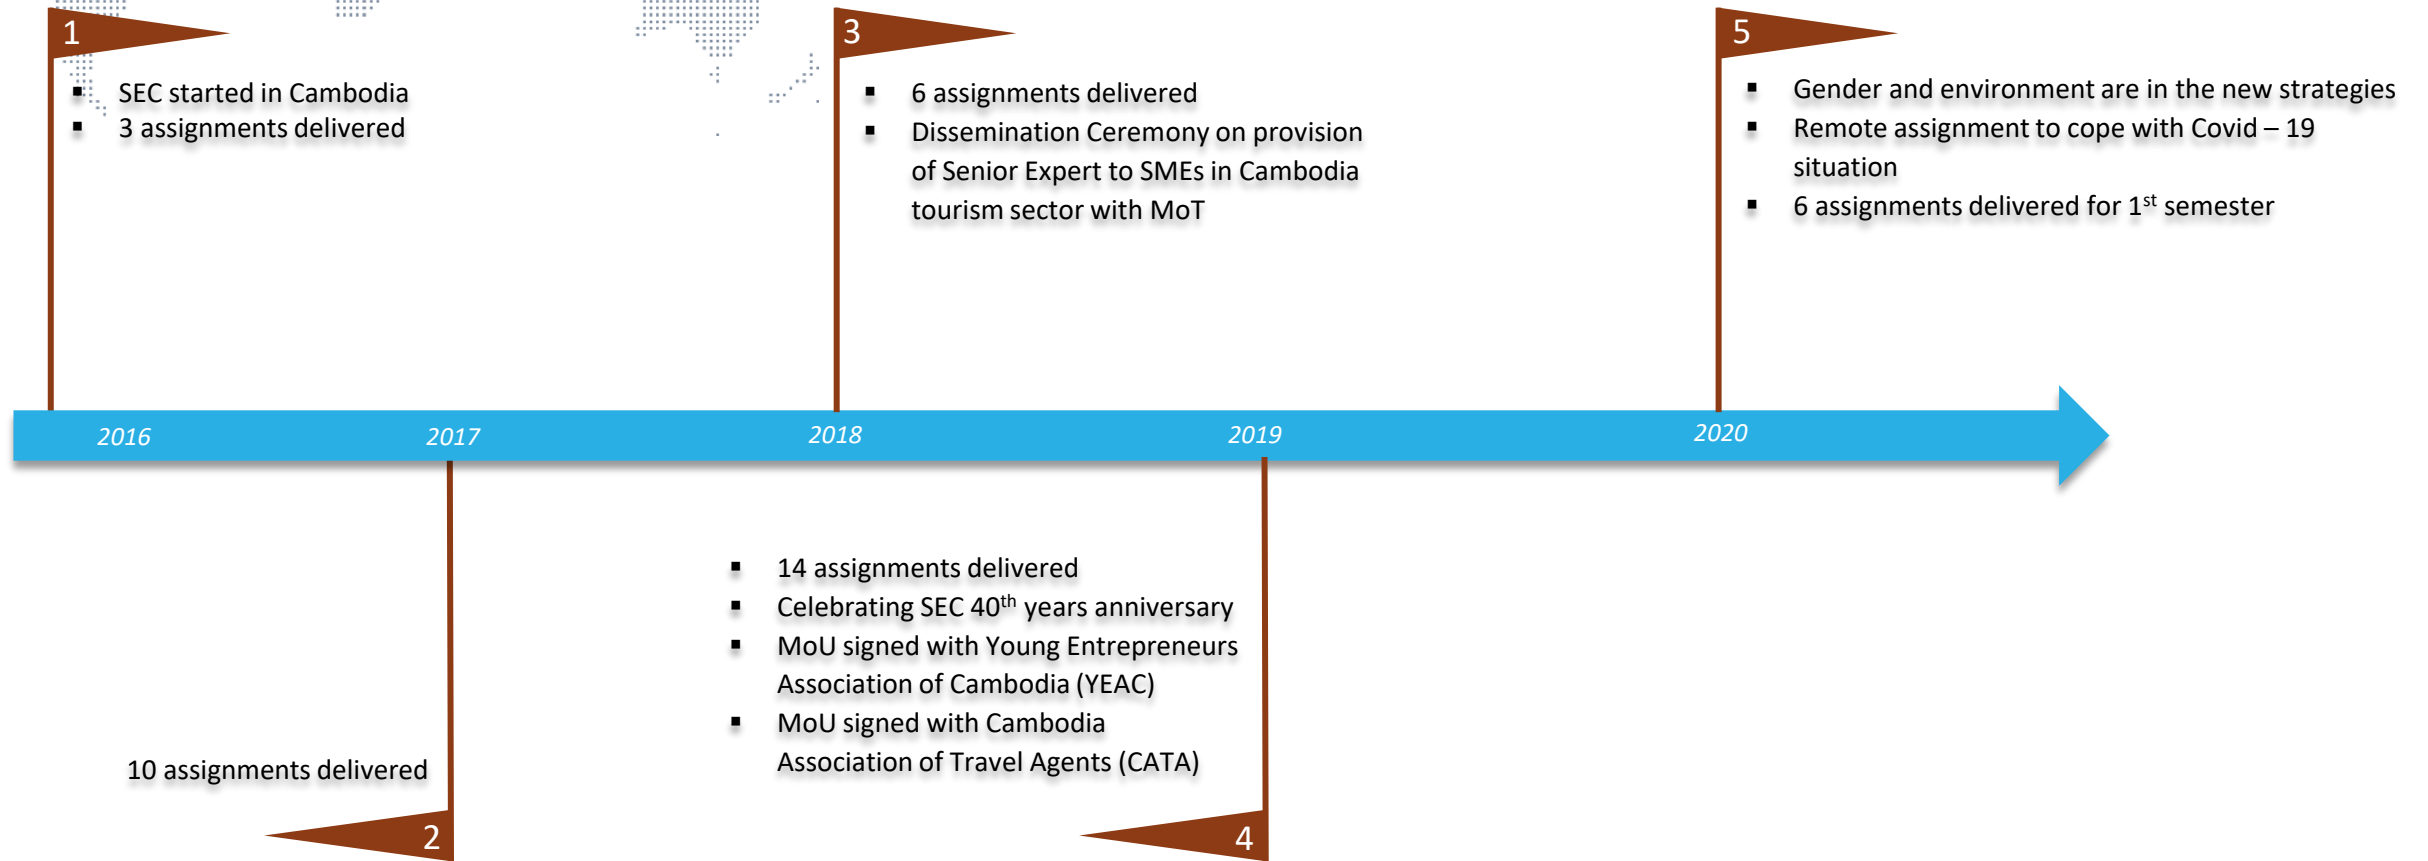 1
▪ SEC started in Cambodia
▪ 3 assignments delivered
3
▪ 6 assignments delivered
▪ Dissemination Ceremony on provision
of Senior Expert to SMEs in Cambodia
tourism sector with MoT
5
▪ Gender and environment are in the new strategies
▪ Remote assignment to cope with Covid – 19
situation
▪ 6 assignments delivered for 1st semester
2016
2017
2018
2019
2020
10 assignments delivered
2
▪ 14 assignments delivered
▪ Celebrating SEC 40th years anniversary
▪ MoU signed with Young Entrepreneurs
Association of Cambodia (YEAC)
▪ MoU signed with Cambodia
Association of Travel Agents (CATA)
4